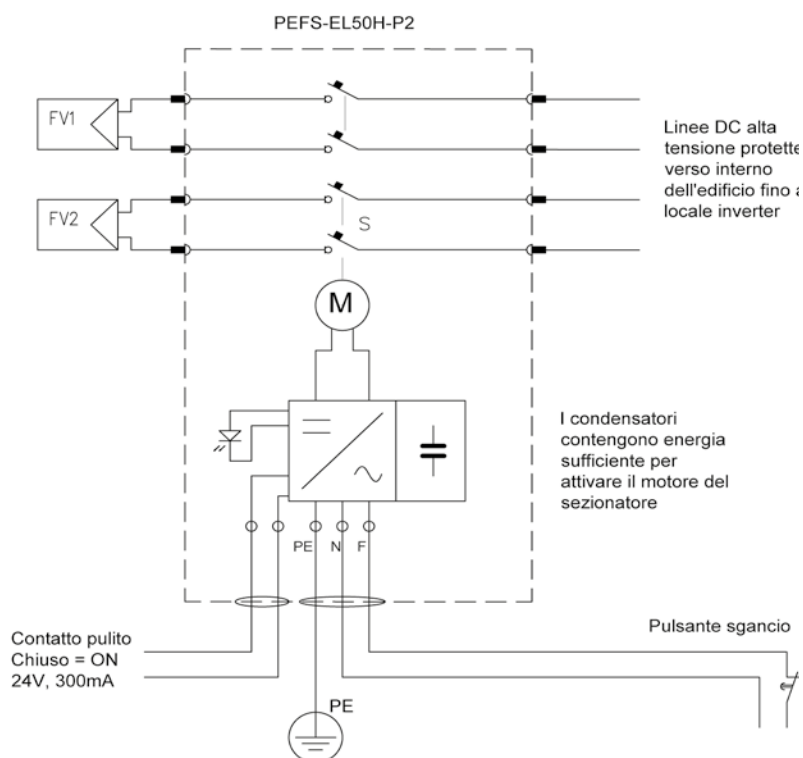 PEFS-EL50H-P2
FV1
Linee DC alta
tensione protette
verso interno
dell'edificio fino a
locale inverter
FV2
S
M
I condensatori
contengono energia
sufficiente per
attivare il motore del
sezionatore
PE
N
F
Contatto pulito
Chiuso = ON
24V, 300mA
Pulsante sgancio
PE